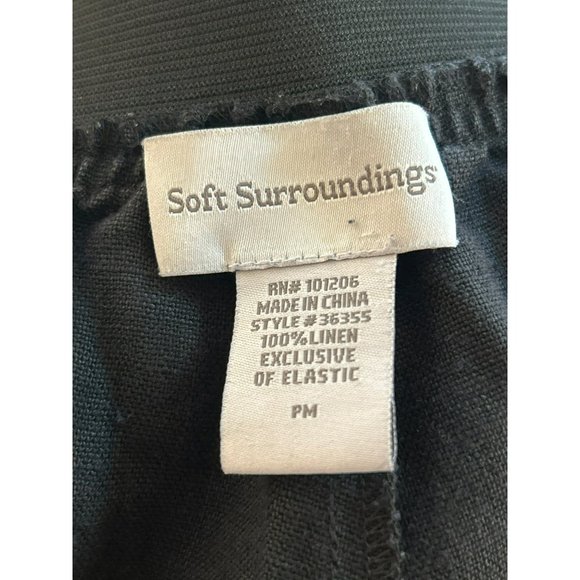 Soft Surroundings
RN# 101206
MADE IN CHINA
STYLE #36355
100%LINEN
EXCLUSIVE
OF ELASTIC
PM